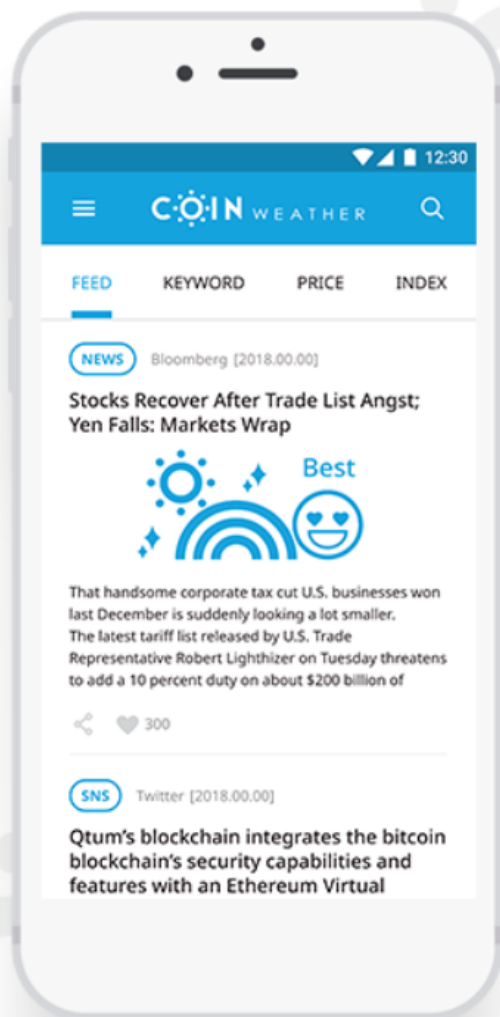 12:30
COIN WEATHER
FEED KEYWORD PRICE INDEX
NEWS Bloomberg [2018.00.00]
Stocks Recover After Trade List Angst;
Yen Falls: Markets Wrap
Best
That handsome corporate tax cut U.S. businesses won
last December is suddenly looking a lot smaller.
The latest tariff list released by U.S. Trade
Representative Robert Lighthizer on Tuesday threatens
to add a 10 percent duty on about $200 billion of
300
SNS Twitter [2018.00.00]
Qtum's blockchain integrates the bitcoin
blockchain's security capabilities and
features with an Ethereum Virtual